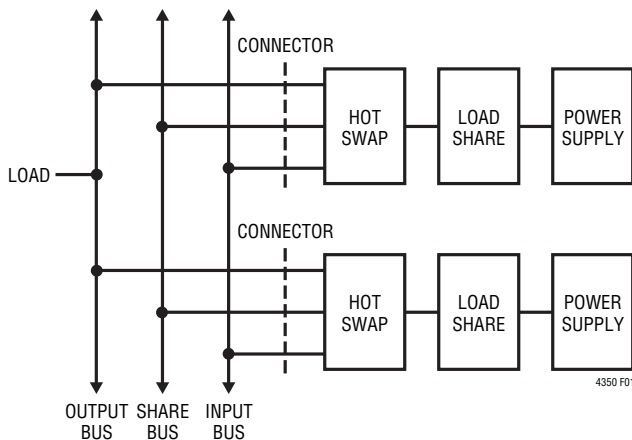 CONNECTOR
HOT
SWAP
LOAD
SHARE
POWER
SUPPLY
LOAD
CONNECTOR
HOT
SWAP
LOAD
SHARE
POWER
SUPPLY
4350 F01
OUTPUT
BUS
SHARE
BUS
INPUT
BUS